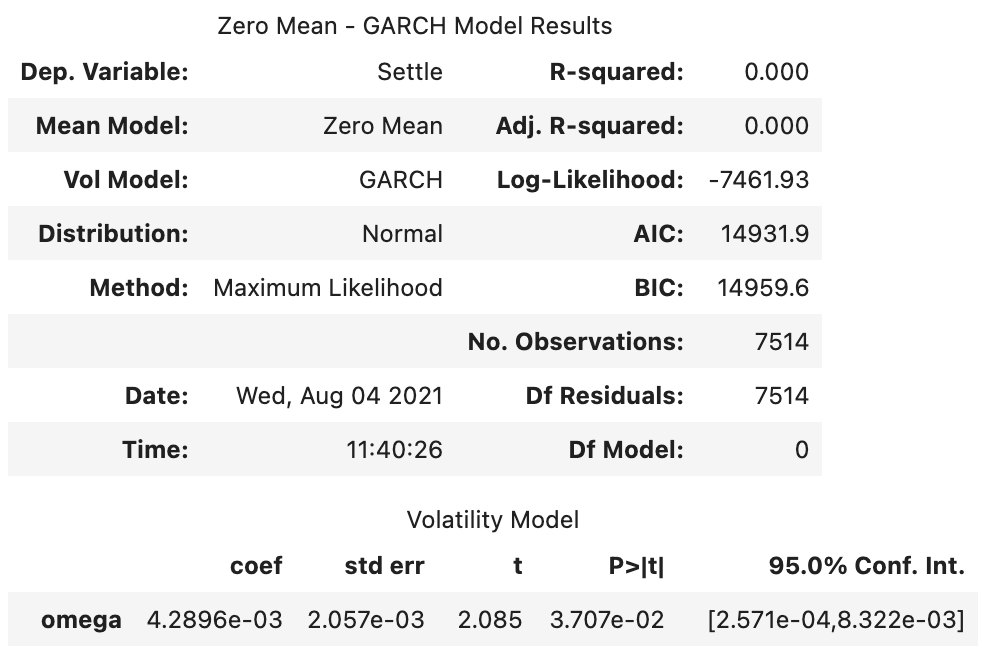 Zero Mean - GARCH Model Results
Dep. Variable: Settle R-squared: 0.000
Mean Model: Zero Mean Adj. R-squared: 0.000
Vol Model: GARCH Log-Likelihood: -7461.93
Distribution: Normal AIC: 14931.9
Method: Maximum Likelihood BIC: 14959.6
No. Observations: 7514
Date: Wed, Aug 04 2021 Df Residuals: 7514
Time: 11:40:26 Df Model: 0
Volatility Model
coef std err t P>|t| 95.0% Conf. Int.
omega 4.2896e-03 2.057e-03 2.085 3.707e-02 [2.571e-04,8.322e-03]